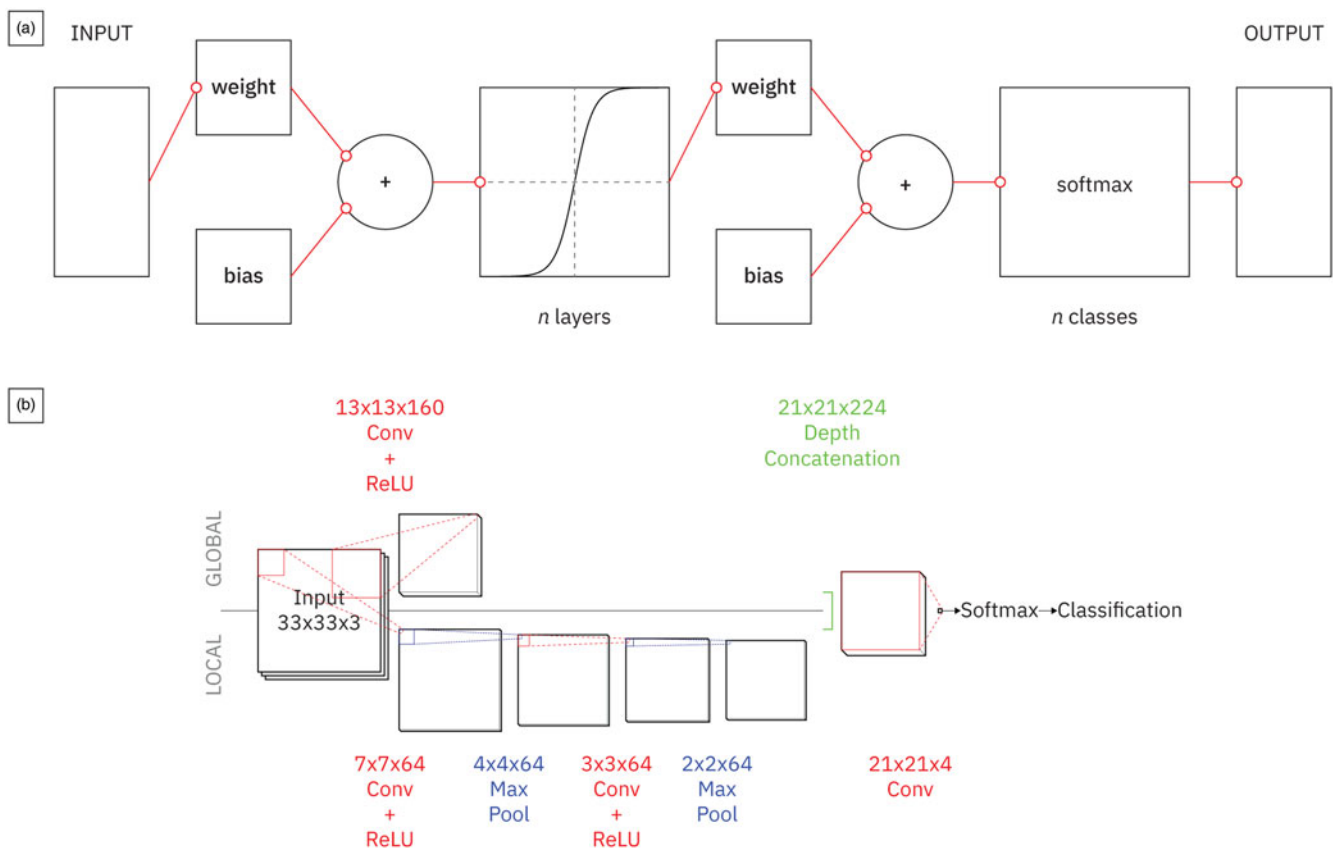 (a)
INPUT
OUTPUT
weight
bias
+
n layers
weight
bias
+
softmax
n classes
(b)
13x13x160
Conv
+
ReLU
21x21x224
Depth
Concatenation
GLOBAL
LOCAL
Input
33x33x3
Softmax
Classification
7x7x64
Conv
+
ReLU
4x4x64
Max
Pool
3x3x64
Conv
+
ReLU
2x2x64
Max
Pool
21x21x4
Conv